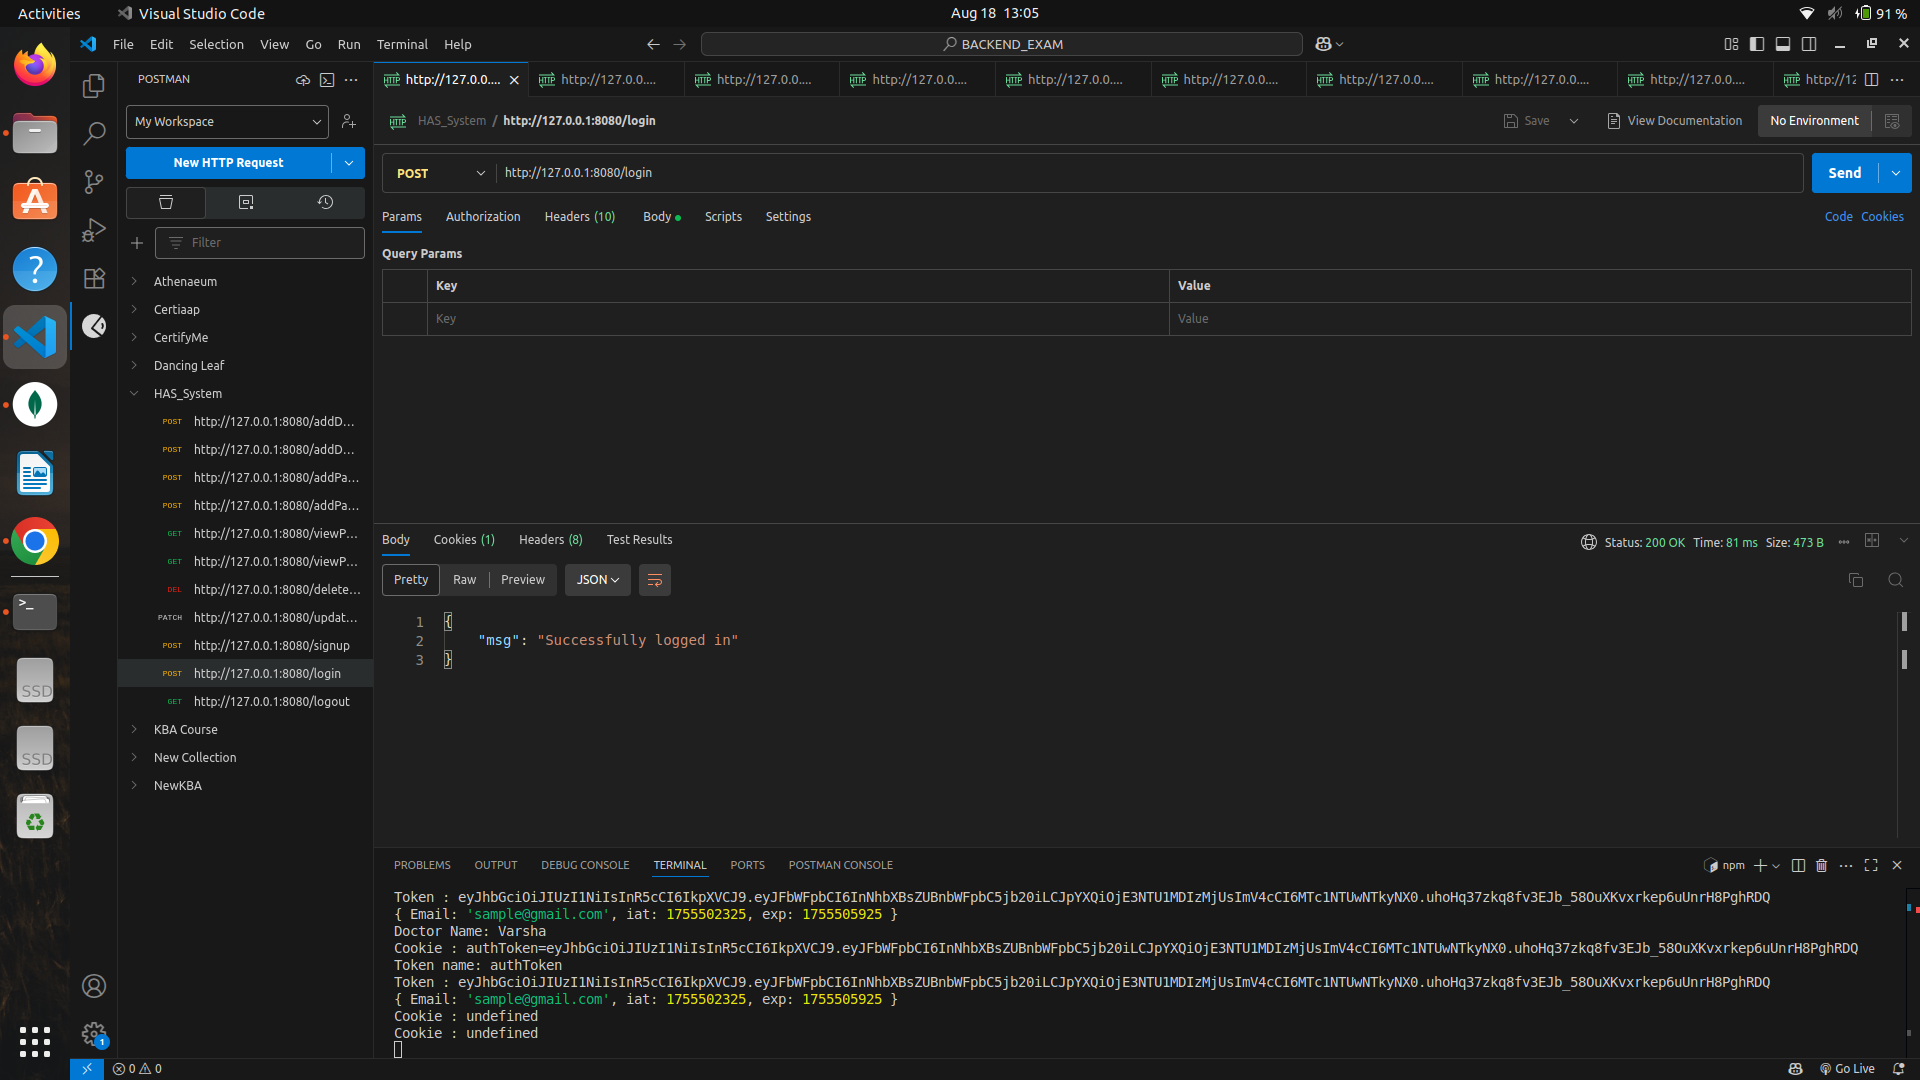 Activities
Visual Studio Code
Aug 18 13:05
91 %
File Edit Selection View Go Run Terminal Help
BACKEND_EXAM
POSTMAN
My Workspace
New HTTP Request
Filter
Athenaeum
Certiaap
CertifyMe
Dancing Leaf
HAS_System
POST http://127.0.0.1:8080/addD...
POST http://127.0.0.1:8080/addD...
POST http://127.0.0.1:8080/addPa...
POST http://127.0.0.1:8080/addPa...
GET http://127.0.0.1:8080/viewP...
GET http://127.0.0.1:8080/viewP...
DEL http://127.0.0.1:8080/delete...
PATCH http://127.0.0.1:8080/updat...
POST http://127.0.0.1:8080/signup
POST http://127.0.0.1:8080/login
GET http://127.0.0.1:8080/logout
KBA Course
New Collection
NewKBA
HTTP http://127.0.0.... HTTP http://127.0.0.... HTTP http://127.0.0.... HTTP http://127.0.0.... HTTP http://127.0.0.... HTTP http://127.0.0.... HTTP http://127.0.0.... HTTP http://127.0.0.... HTTP http://127.0.0.... HTTP http://12
HTTP HAS_System / http://127.0.0.1:8080/login
Save View Documentation No Environment
POST http://127.0.0.1:8080/login Send
Params Authorization Headers (10) Body Scripts Settings Code Cookies
Query Params
Key Value
Key Value
Body Cookies (1) Headers (8) Test Results Status: 200 OK Time: 81 ms Size: 473 B
Pretty Raw Preview JSON
1 {
2 "msg": "Successfully logged in"
3 }
PROBLEMS OUTPUT DEBUG CONSOLE TERMINAL PORTS POSTMAN CONSOLE npm
Token : eyJhbGciOiJIUzI1NiIsInR5cCI6IkpXVCJ9.eyJFbWFpbCI6InNhbXBsZUBnbWFpbC5jb20iLCJpYXQiOjE3NTU1MDIzMjUsImV4cCI6MTc1NTUwNTkyNX0.uhoHq37zkq8fv3EJb_58OuXKvxrkep6uUnrH8PghRDQ
{ Email: 'sample@gmail.com', iat: 1755502325, exp: 1755505925 }
Doctor Name: Varsha
Cookie : authToken=eyJhbGciOiJIUzI1NiIsInR5cCI6IkpXVCJ9.eyJFbWFpbCI6InNhbXBsZUBnbWFpbC5jb20iLCJpYXQiOjE3NTU1MDIzMjUsImV4cCI6MTc1NTUwNTkyNX0.uhoHq37zkq8fv3EJb_58OuXKvxrkep6uUnrH8PghRDQ
Token name: authToken
Token : eyJhbGciOiJIUzI1NiIsInR5cCI6IkpXVCJ9.eyJFbWFpbCI6InNhbXBsZUBnbWFpbC5jb20iLCJpYXQiOjE3NTU1MDIzMjUsImV4cCI6MTc1NTUwNTkyNX0.uhoHq37zkq8fv3EJb_58OuXKvxrkep6uUnrH8PghRDQ
{ Email: 'sample@gmail.com', iat: 1755502325, exp: 1755505925 }
Cookie : undefined
Cookie : undefined
SSD
SSD
1
0 0
Go Live